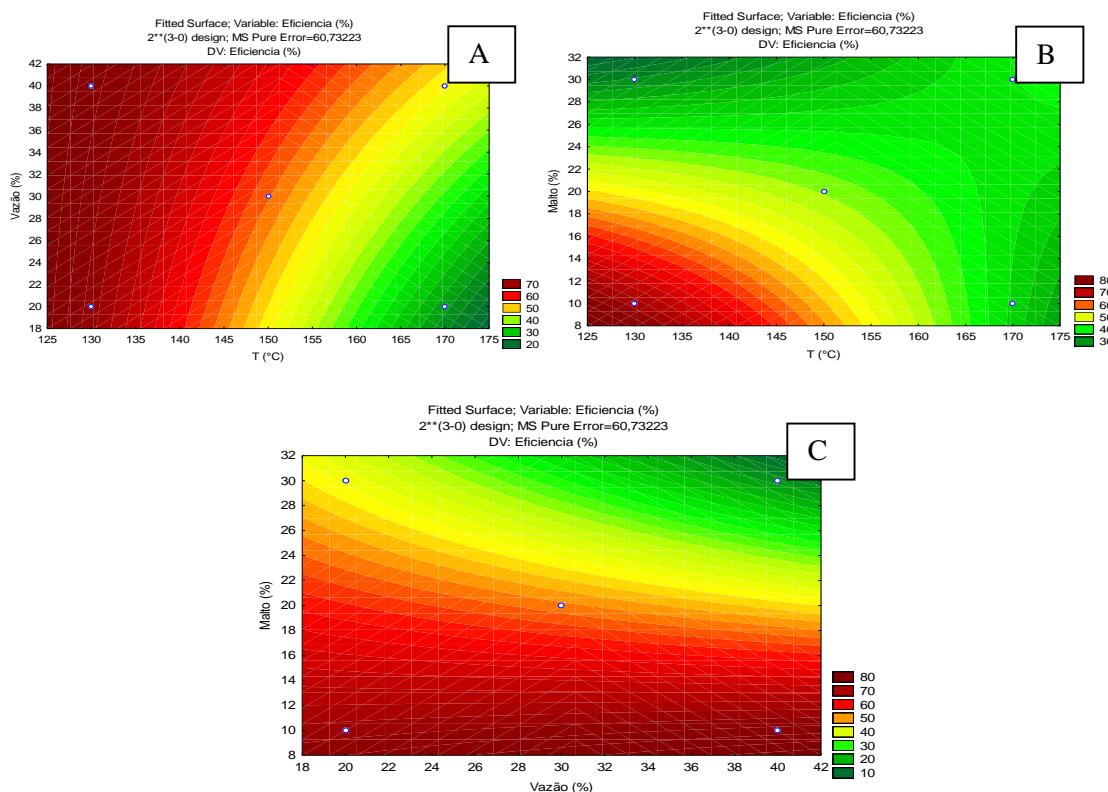 Fitted Surface; Variable: Eficiencia (%)
2**(3-0) design; MS Pure Error=60,73223
DV: Eficiencia (%)
A
42
40
38
36
34
32
30
28
26
24
22
20
18
Vazão (%)
125 130 135 140 145 150 155 160 165 170 175
T (°C)
70
60
50
40
30
20
Fitted Surface; Variable: Eficiencia (%)
2**(3-0) design; MS Pure Error=60,73223
DV: Eficiencia (%)
B
32
30
28
26
24
22
20
18
16
14
12
10
8
Malto (%)
125 130 135 140 145 150 155 160 165 170 175
T (°C)
80
70
60
50
40
30
Fitted Surface; Variable: Eficiencia (%)
2**(3-0) design; MS Pure Error=60,73223
DV: Eficiencia (%)
C
32
30
28
26
24
22
20
18
16
14
12
10
8
Malto (%)
18 20 22 24 26 28 30 32 34 36 38 40 42
Vazão (%)
80
70
60
50
40
30
20
10